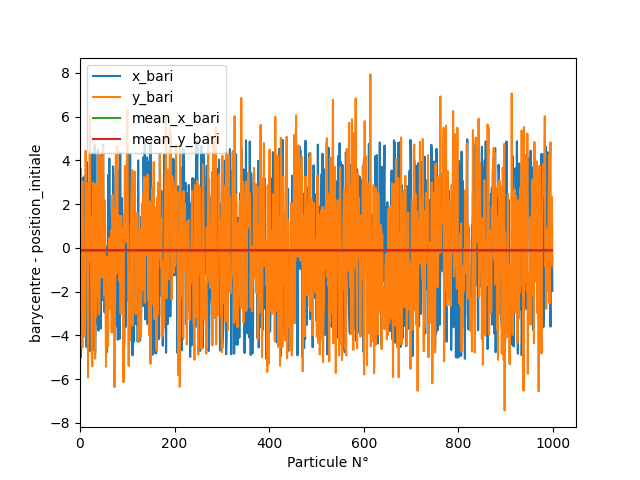 x_bari
y_bari
mean_x_bari
mean_y_bari
8
6
4
2
0
−2
−4
−6
−8
barycentre - position_initiale
0 200 400 600 800 1000
Particule N°